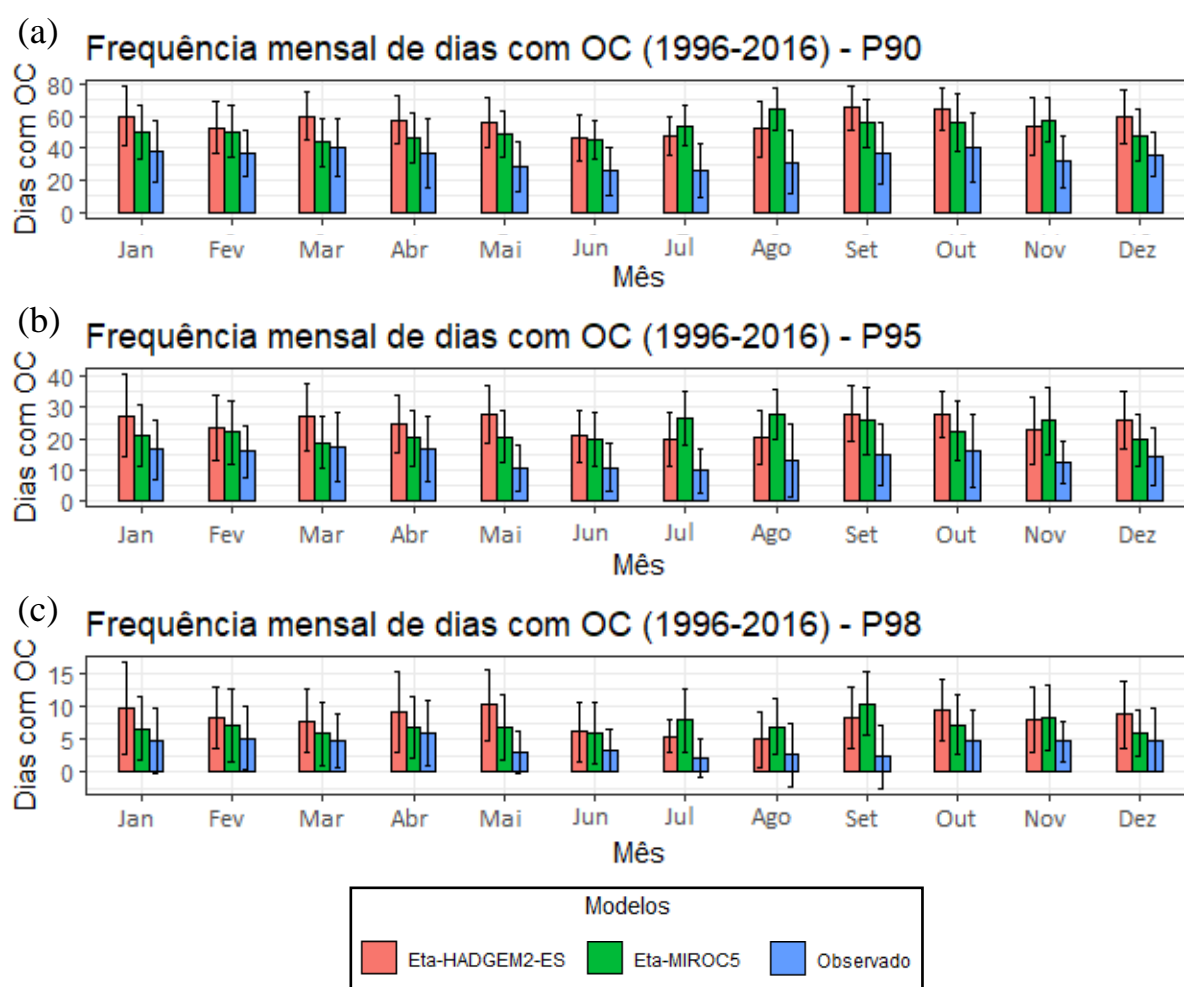 (a)
Frequência mensal de dias com OC (1996-2016) - P90
Dias com OC
80
60
40
20
0
Jan Fev Mar Abr Mai Jun Jul Ago Set Out Nov Dez
Mês
(b)
Frequência mensal de dias com OC (1996-2016) - P95
Dias com OC
40
30
20
10
0
Jan Fev Mar Abr Mai Jun Jul Ago Set Out Nov Dez
Mês
(c)
Frequência mensal de dias com OC (1996-2016) - P98
Dias com OC
15
10
5
0
Jan Fev Mar Abr Mai Jun Jul Ago Set Out Nov Dez
Mês
Modelos
Eta-HADGEM2-ES Eta-MIROC5 Observado